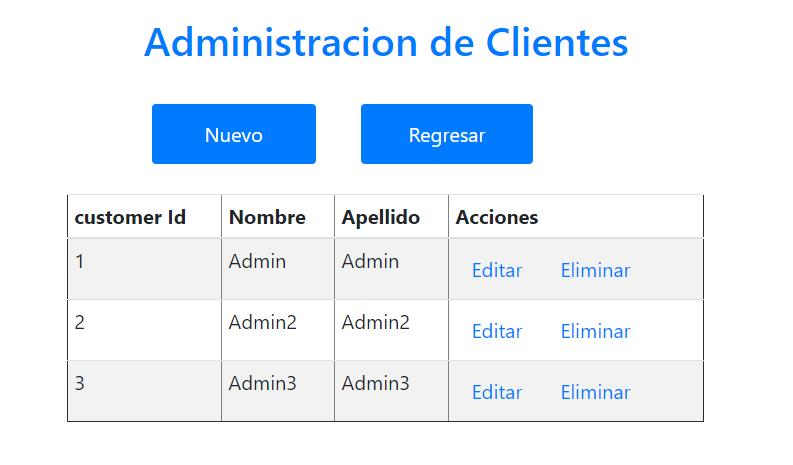 Administracion de Clientes
Nuevo Regresar
customer Id Nombre Apellido Acciones
1 Admin Admin Editar Eliminar
2 Admin2 Admin2 Editar Eliminar
3 Admin3 Admin3 Editar Eliminar